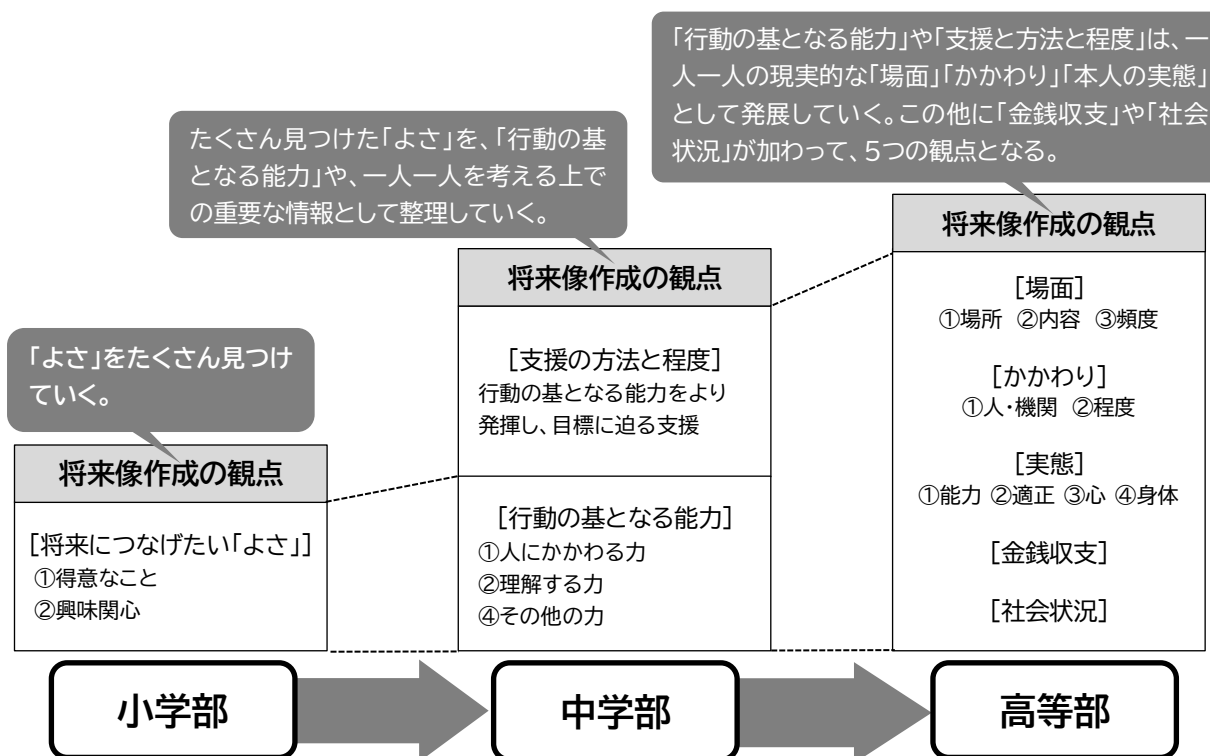 「よさ」をたくさん見つけ
ていく。
将来像作成の観点
[将来につなげたい「よさ」]
①得意なこと
②興味関心
小学部
たくさん見つけた「よさ」を、「行動の基
となる能力」や、一人一人を考える上で
の重要な情報として整理していく。
将来像作成の観点
[支援の方法と程度]
行動の基となる能力をより
発揮し、目標に迫る支援
[行動の基となる能力]
①人にかかわる力
②理解する力
④その他の力
中学部
「行動の基となる能力」や「支援と方法と程度」は、一
人一人の現実的な「場面」「かかわり」「本人の実態」
として発展していく。この他に「金銭収支」や「社会
状況」が加わって、5つの観点となる。
将来像作成の観点
[場面]
①場所 ②内容 ③頻度
[かかわり]
①人・機関 ②程度
[実態]
①能力 ②適正 ③心 ④身体
[金銭収支]
[社会状況]
高等部